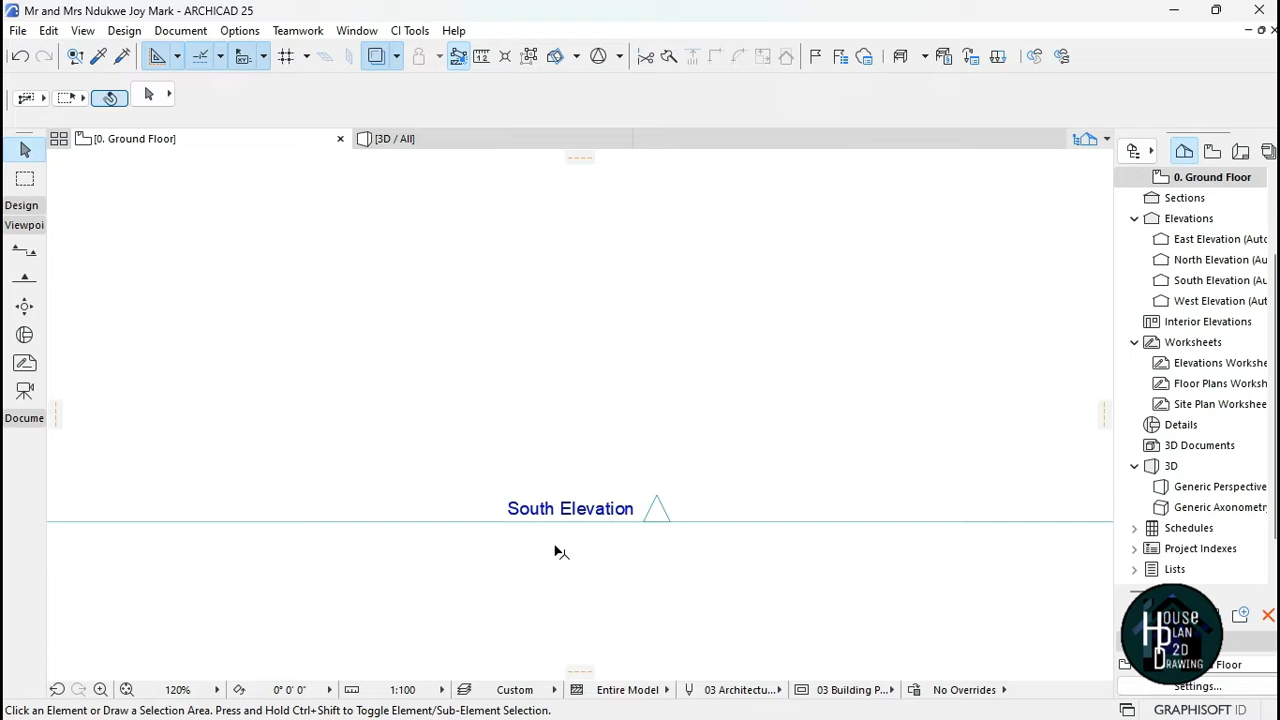 Mr and Mrs Ndukwe Joy Mark - ARCHICAD 25
File Edit View Design Document Options Teamwork Window CI Tools Help
[0. Ground Floor]
[3D / All]
Design
Viewpoi
Docume
0. Ground Floor
Sections
Elevations
East Elevation (Auto
North Elevation (Au
South Elevation (Au
West Elevation (Aut
Interior Elevations
Worksheets
Elevations Workshe
Floor Plans Worksh
Site Plan Workshee
Details
3D Documents
3D
Generic Perspective
Generic Axonometr
Schedules
Project Indexes
Lists
South Elevation
HOUSE
PLAN
2D
DRAWING
Floor
Settings...
120%
0° 0' 0"
1:100
Custom
Entire Model
03 Architectu...
03 Building P...
No Overrides
Click an Element or Draw a Selection Area. Press and Hold Ctrl+Shift to Toggle Element/Sub-Element Selection.
GRAPHISOFT ID